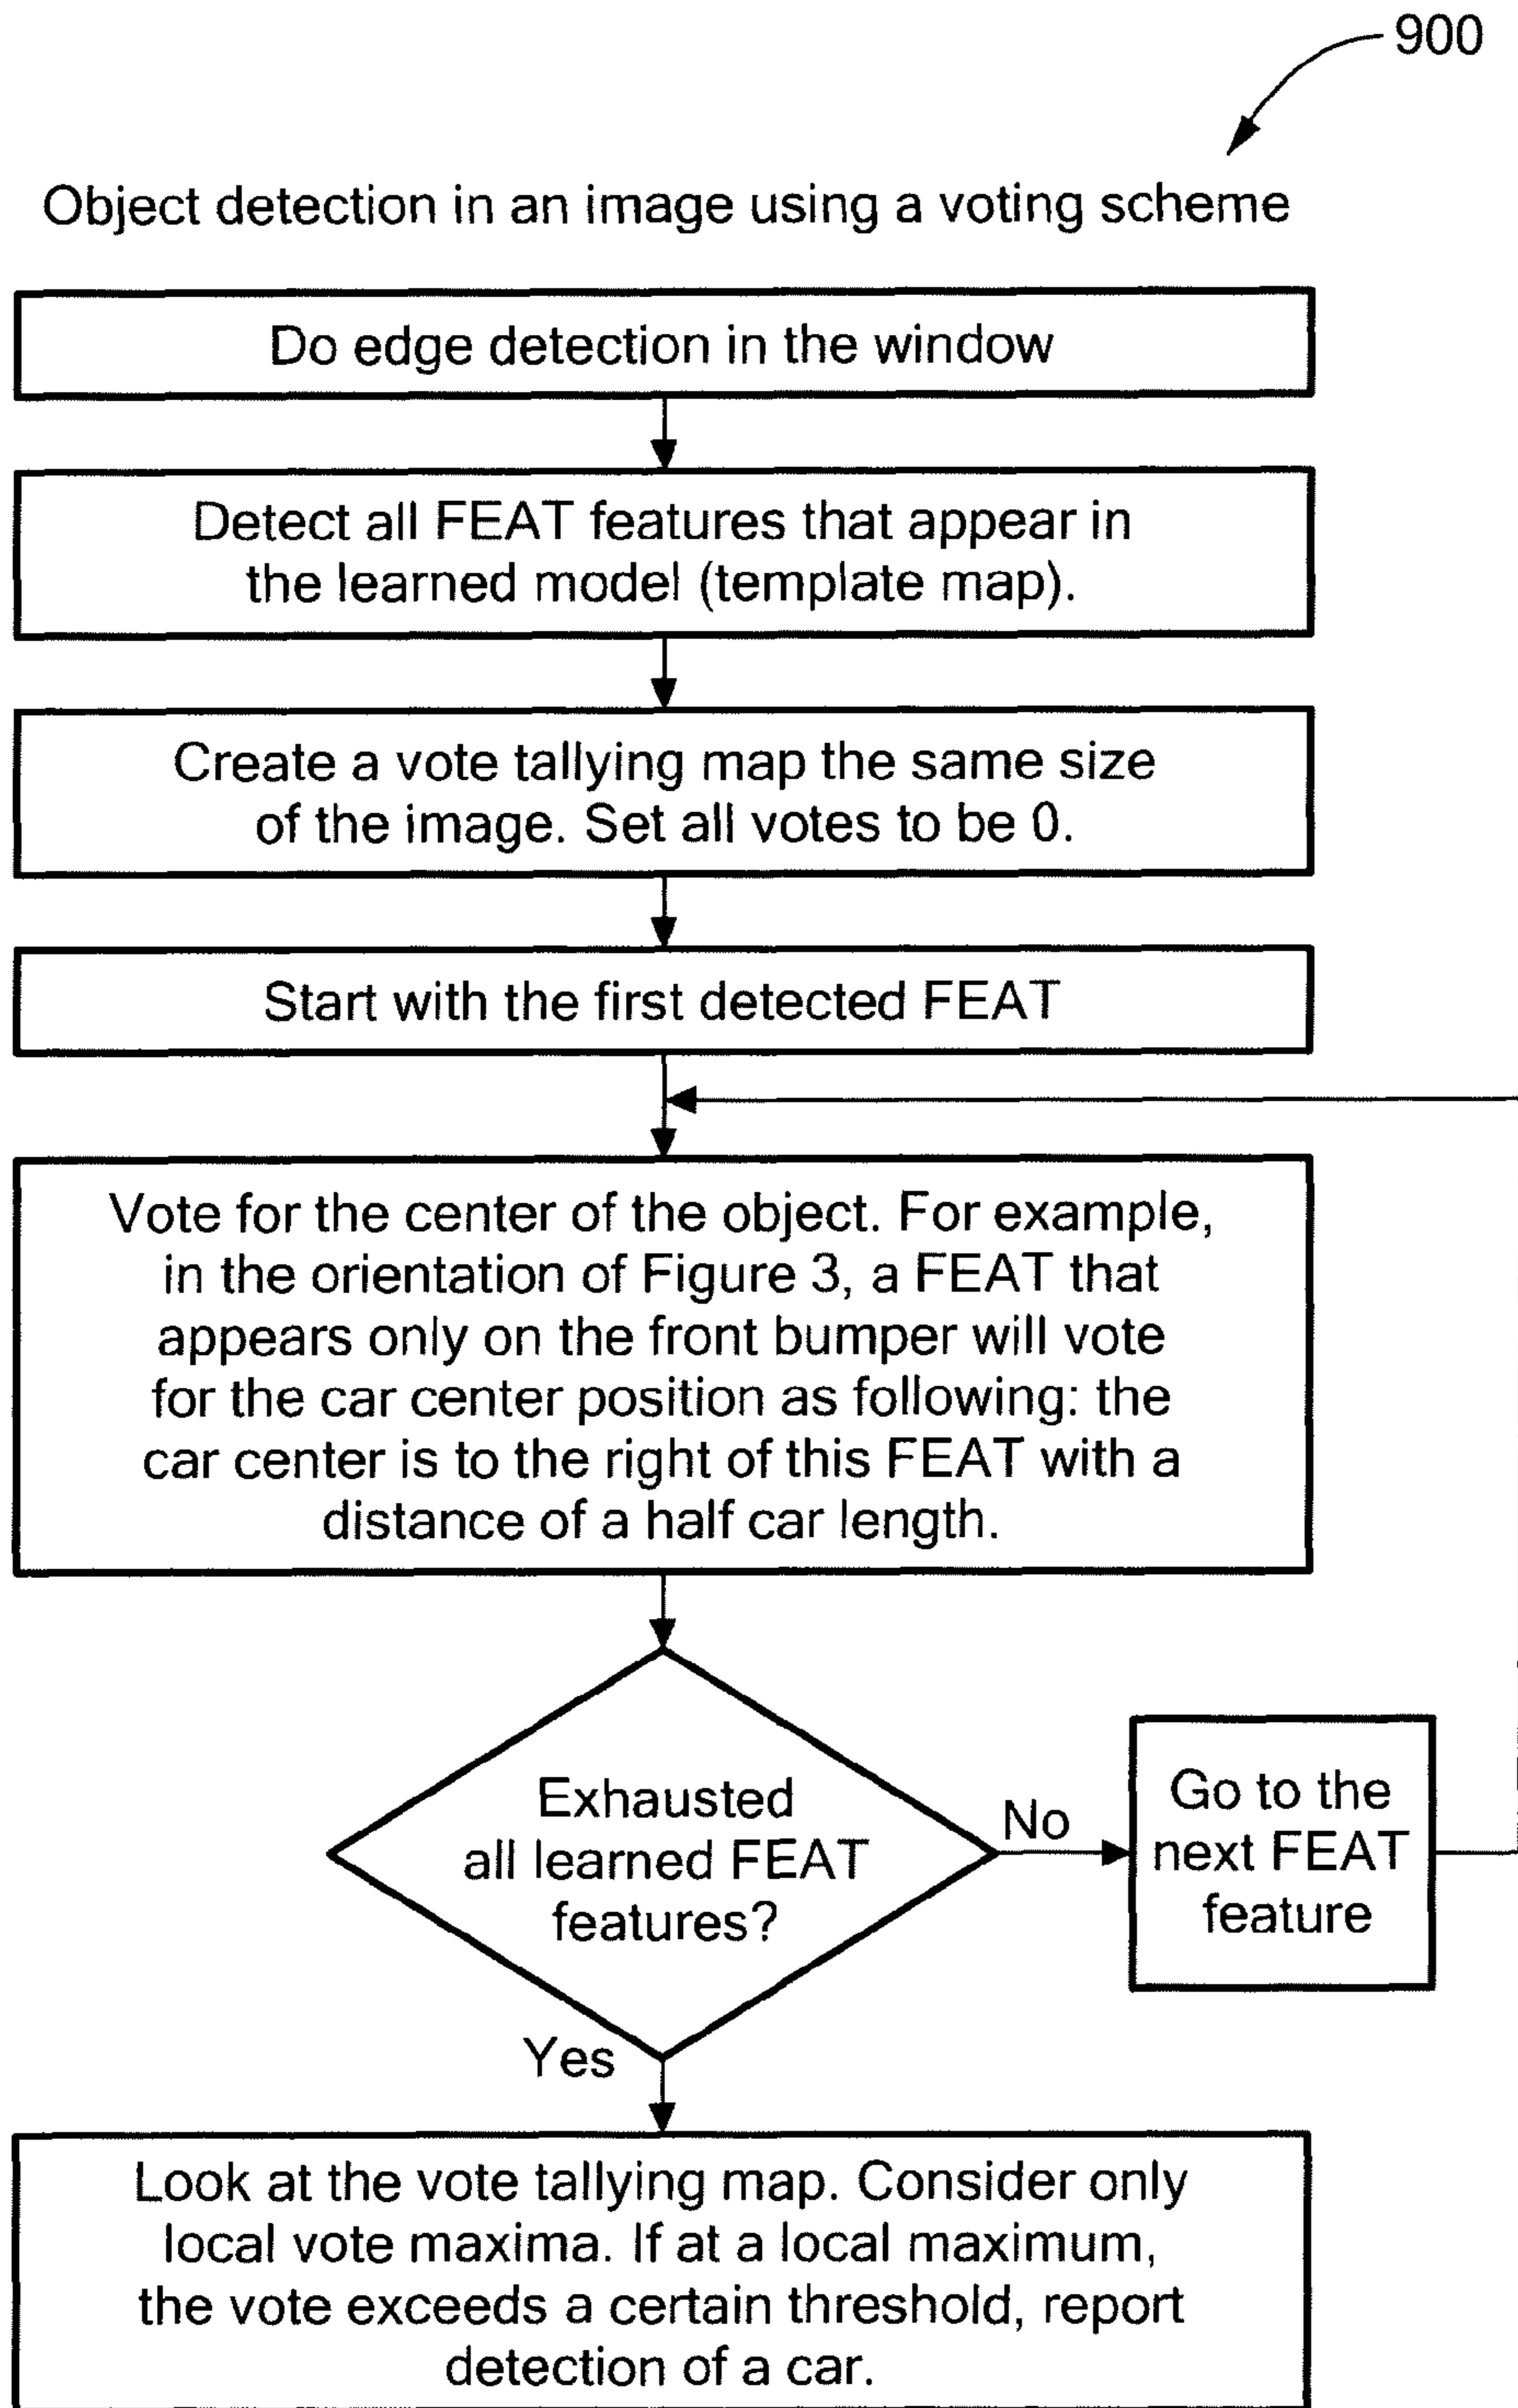 900
Object detection in an image using a voting scheme
Do edge detection in the window
Detect all FEAT features that appear in
the learned model (template map).
Create a vote tallying map the same size
of the image. Set all votes to be 0.
Start with the first detected FEAT
Vote for the center of the object. For example,
in the orientation of Figure 3, a FEAT that
appears only on the front bumper will vote
for the car center position as following: the
car center is to the right of this FEAT with a
distance of a half car length.
Exhausted
all learned FEAT
features?
No
Go to the
next FEAT
feature
Yes
Look at the vote tallying map. Consider only
local vote maxima. If at a local maximum,
the vote exceeds a certain threshold, report
detection of a car.